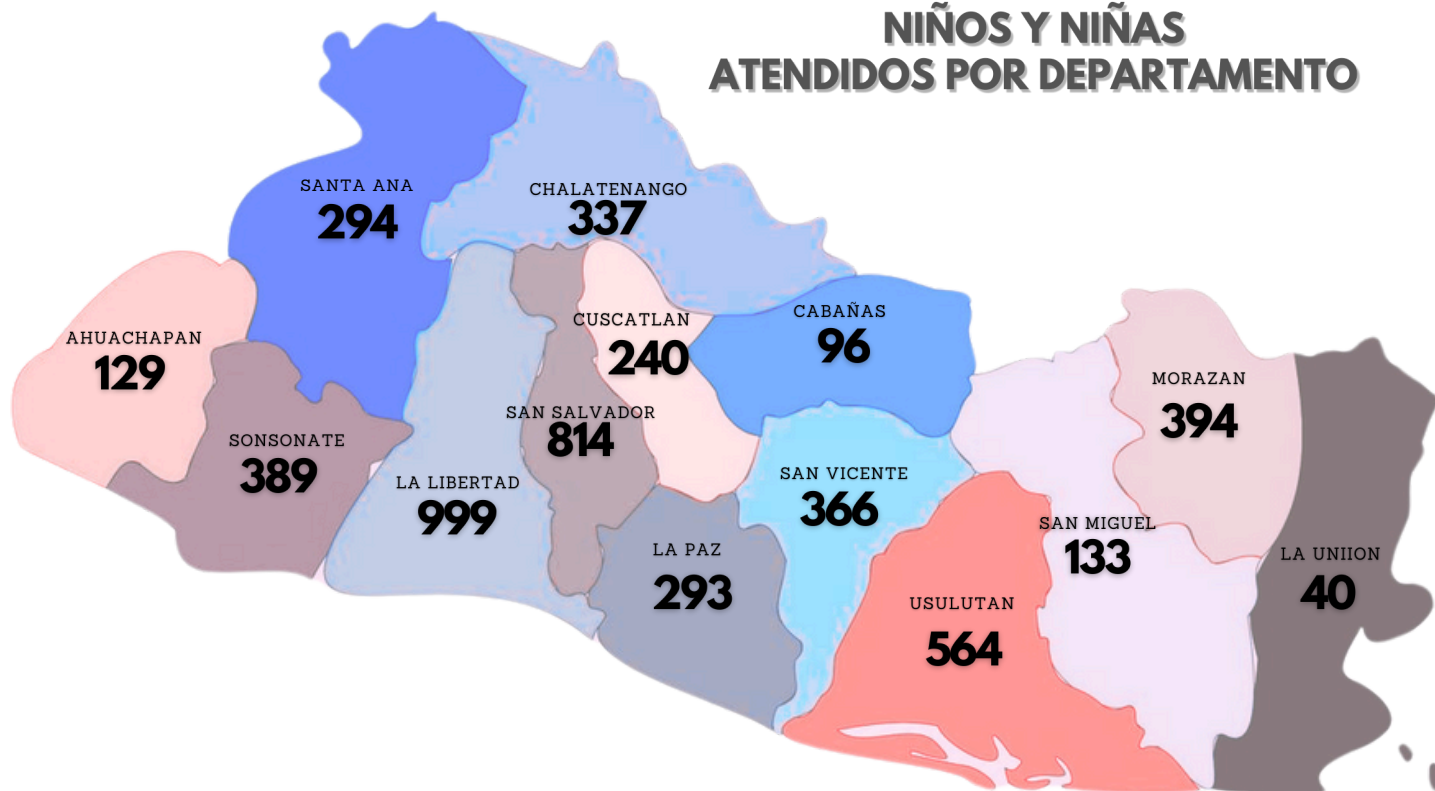 NIÑOS Y NIÑAS
ATENDIDOS POR DEPARTAMENTO
SANTA ANA
294
CHALATENANGO
337
AHUACHAPAN
129
SONSONATE
389
LA LIBERTAD
999
SAN SALVADOR
814
CUSCATLAN
240
CABAÑAS
96
LA PAZ
293
SAN VICENTE
366
USULUTAN
564
SAN MIGUEL
133
MORAZAN
394
LA UNIION
40